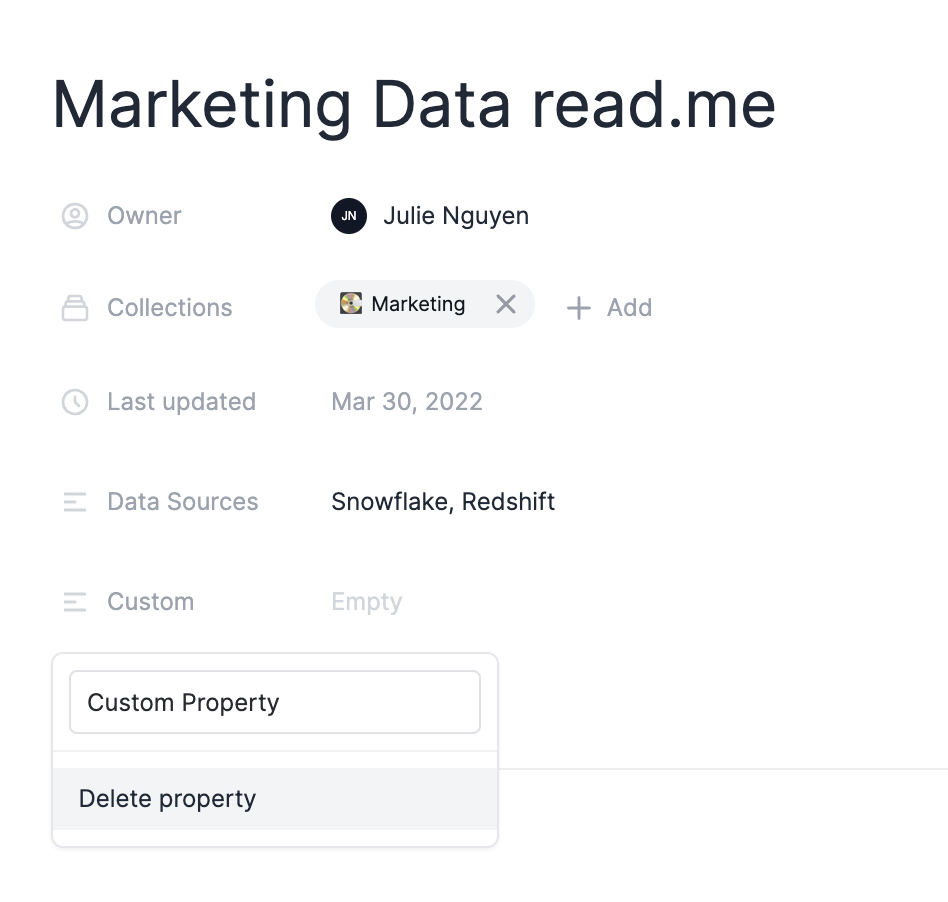 Marketing Data read.me
Owner JN Julie Nguyen
Collections Marketing Add
Last updated Mar 30, 2022
Data Sources Snowflake, Redshift
Custom Empty
Custom Property
Delete property